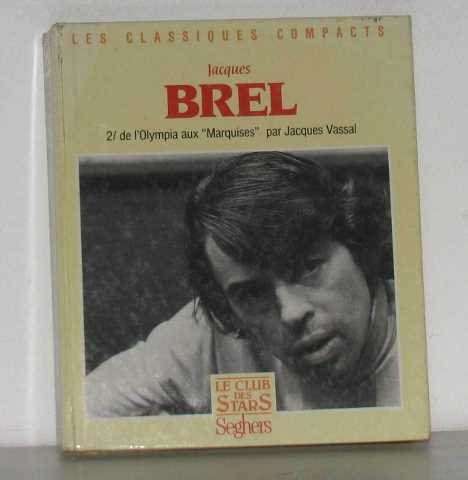 LES CLASSIQUES COMPACTS
Jacques
BREL
2/ de l'Olympia aux "Marquises" par Jacques Vassal
LE CLUB
DES
STARS
Seghers